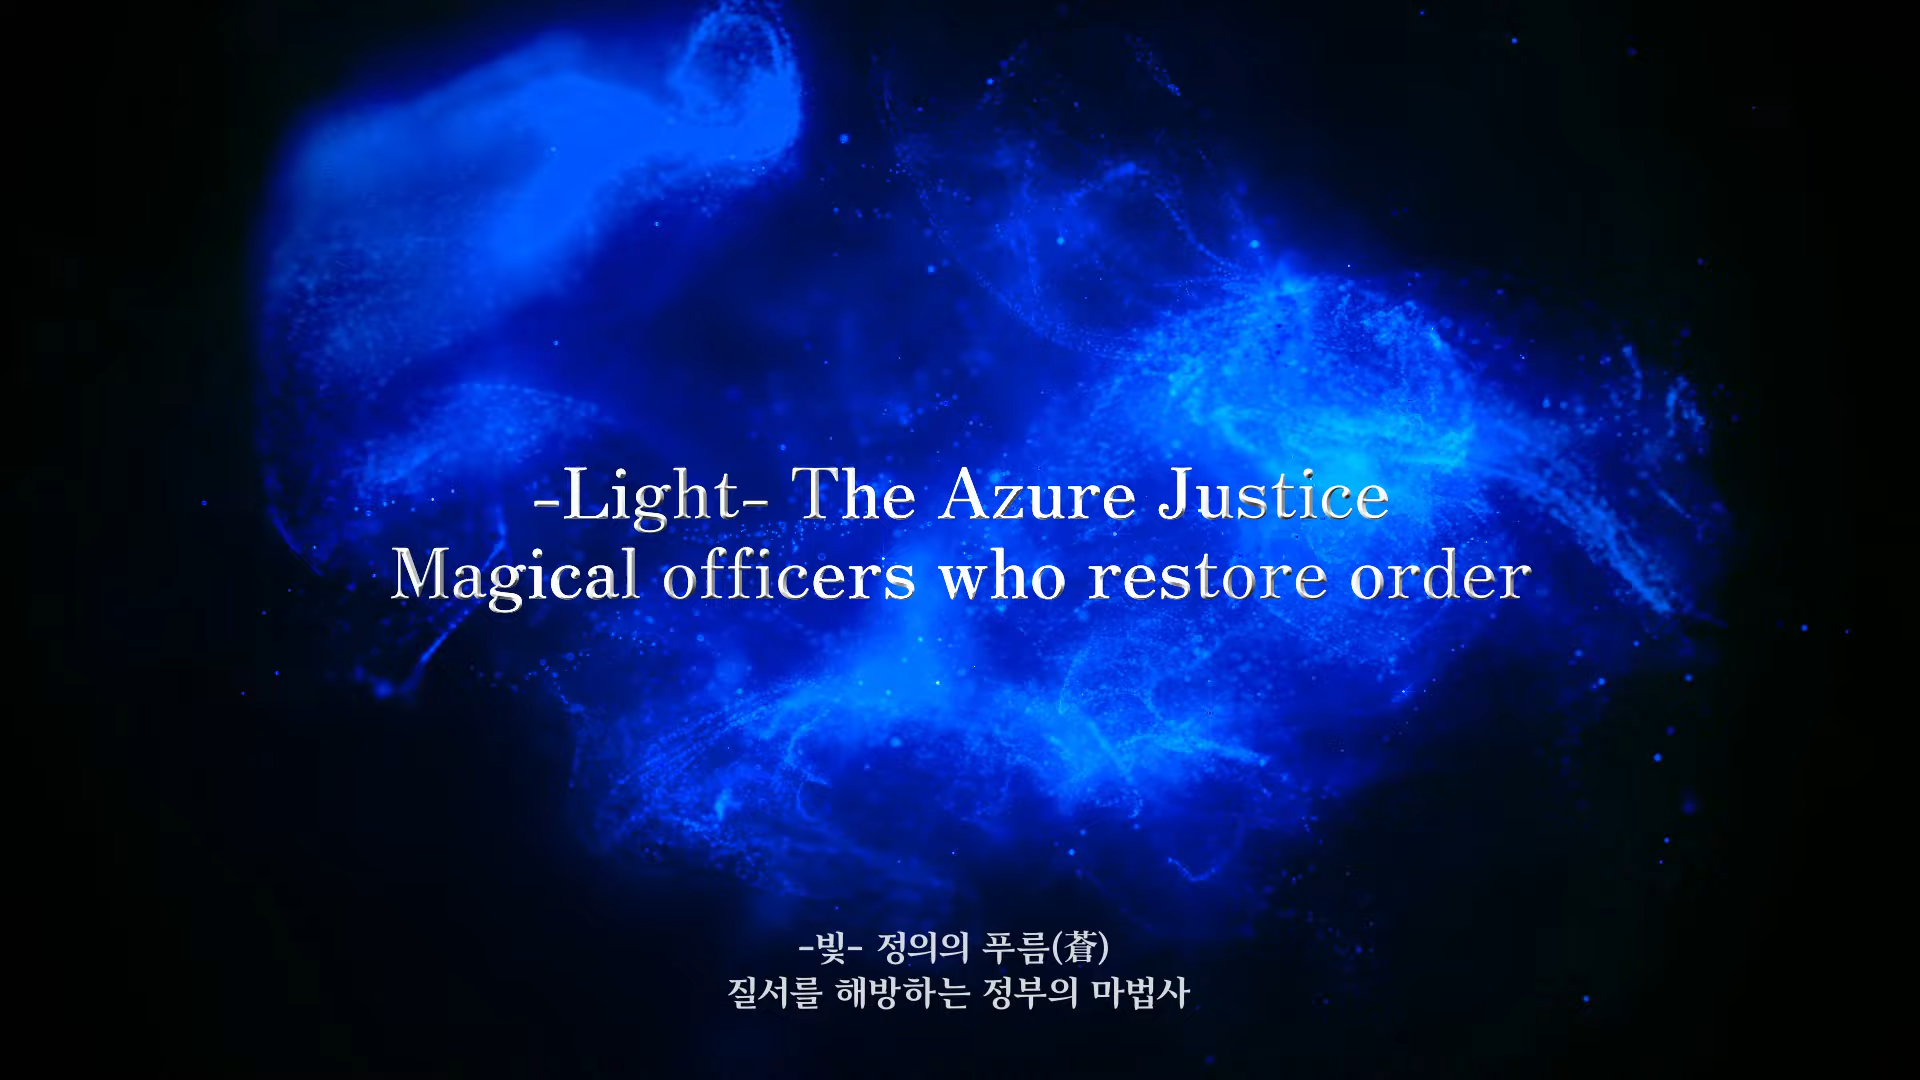 -Light- The Azure Justice
Magical officers who restore order
-빛- 정의의 푸름(蒼)
질서를 해방하는 정부의 마법사